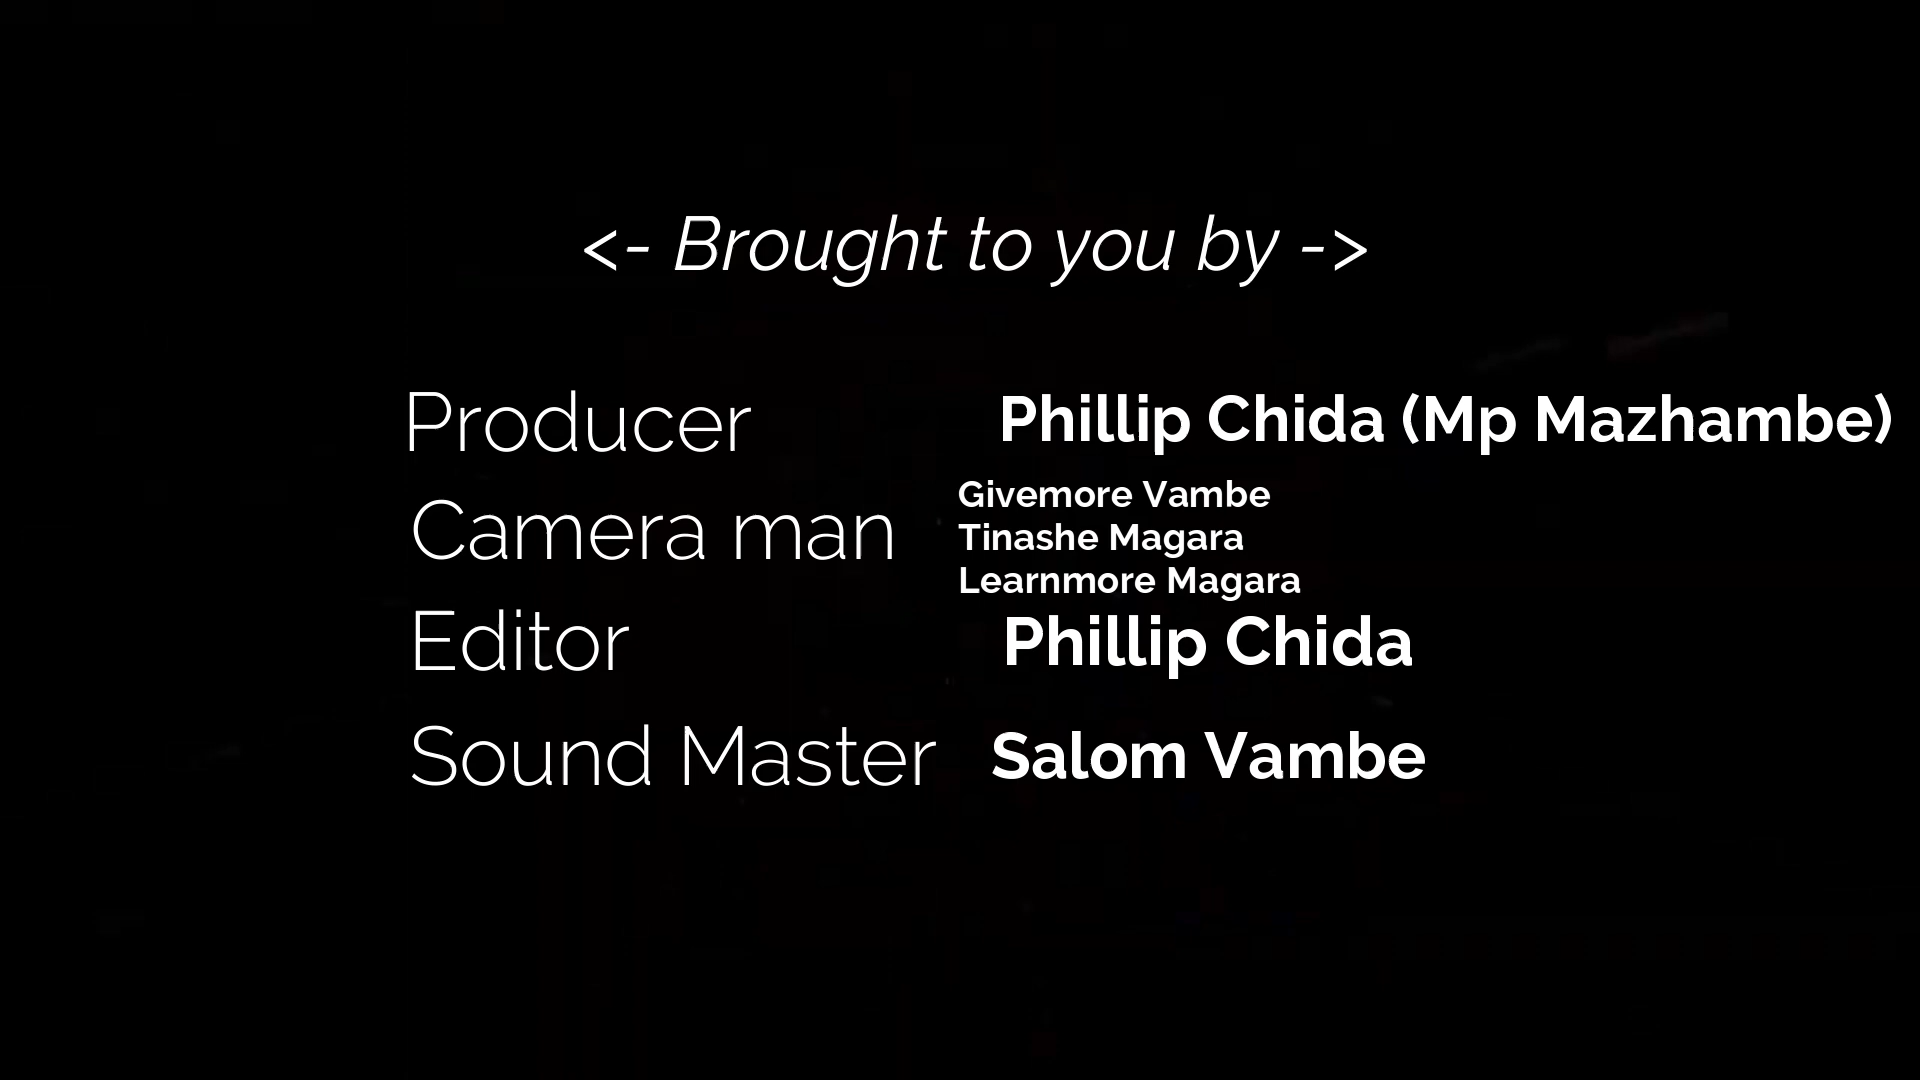 <- Brought to you by ->
Producer Phillip Chida (Mp Mazhambe)
Camera man Givemore Vambe
Tinashe Magara
Learnmore Magara
Editor Phillip Chida
Sound Master Salom Vambe